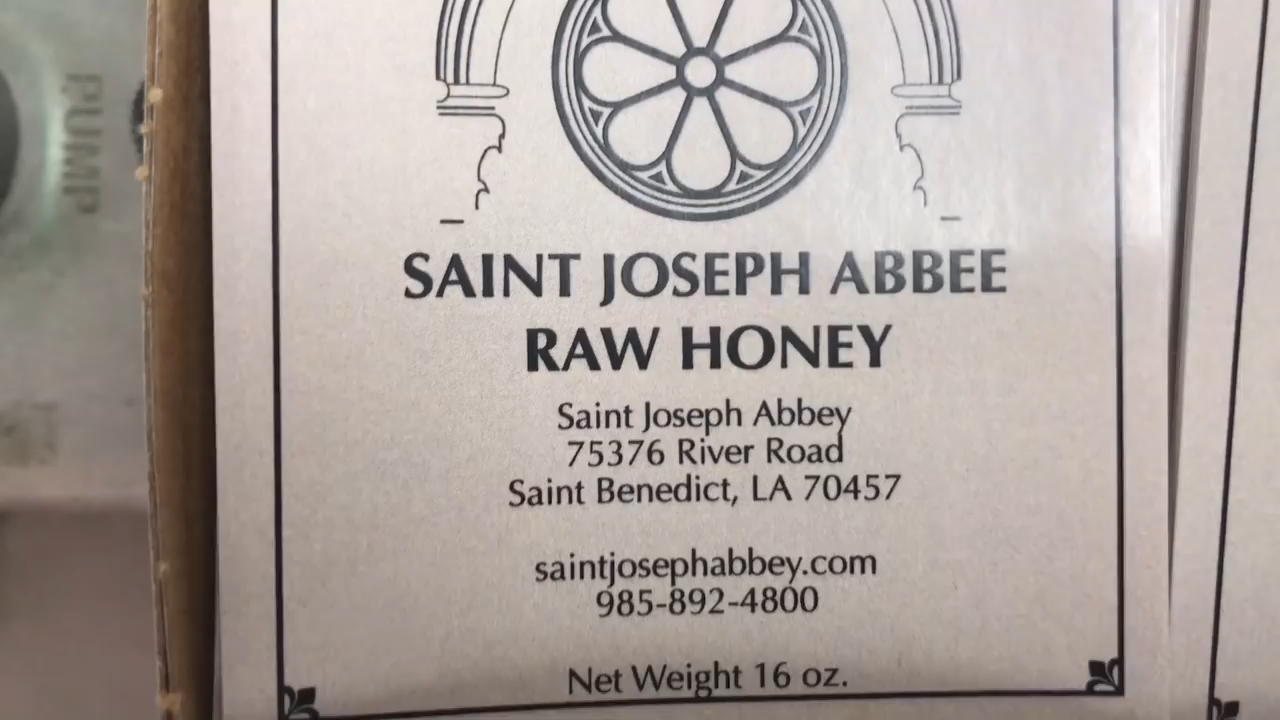 PUMP
SAINT JOSEPH ABBEE
RAW HONEY
Saint Joseph Abbey
75376 River Road
Saint Benedict, LA 70457
saintjosephabbey.com
985-892-4800
Net Weight 16 oz.